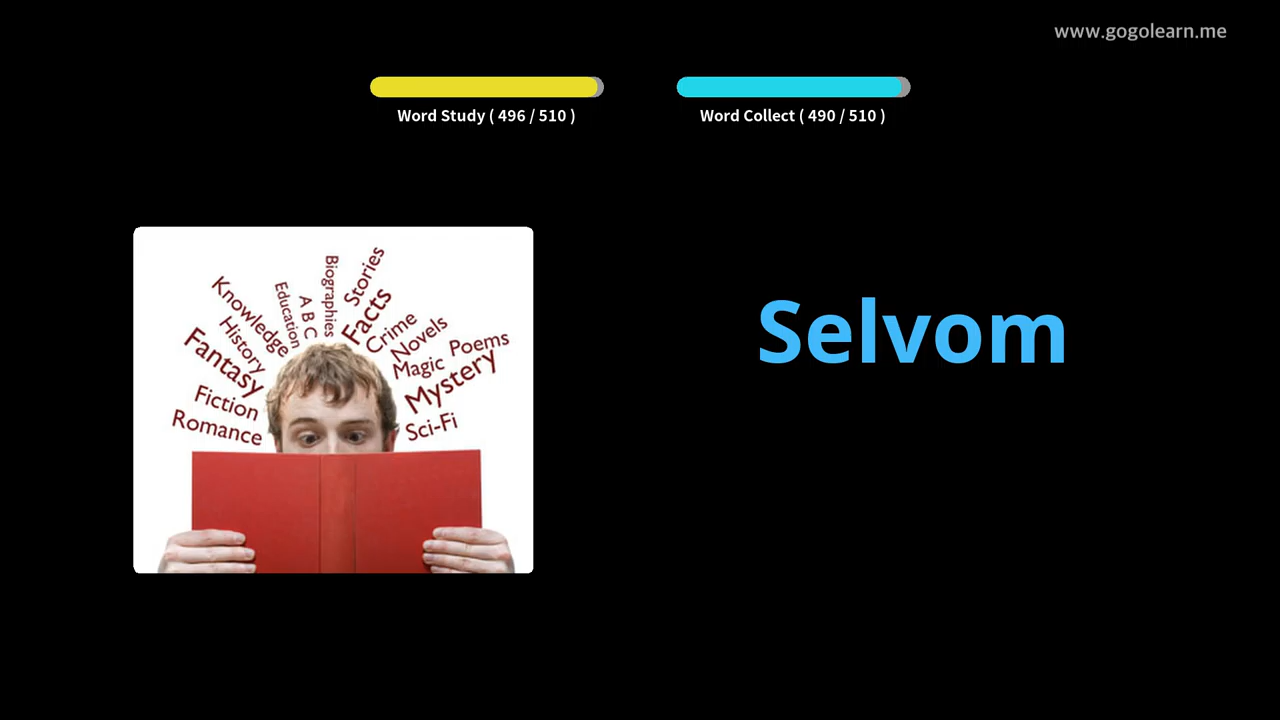 www.gogolearn.me
Word Study ( 496 / 510 )
Word Collect ( 490 / 510 )
Selvom
Biographies
Stories
Education
A B C
Facts
Knowledge
Crime
History
Novels
Fantasy
Magic
Poems
Mystery
Fiction
Romance
Sci-Fi